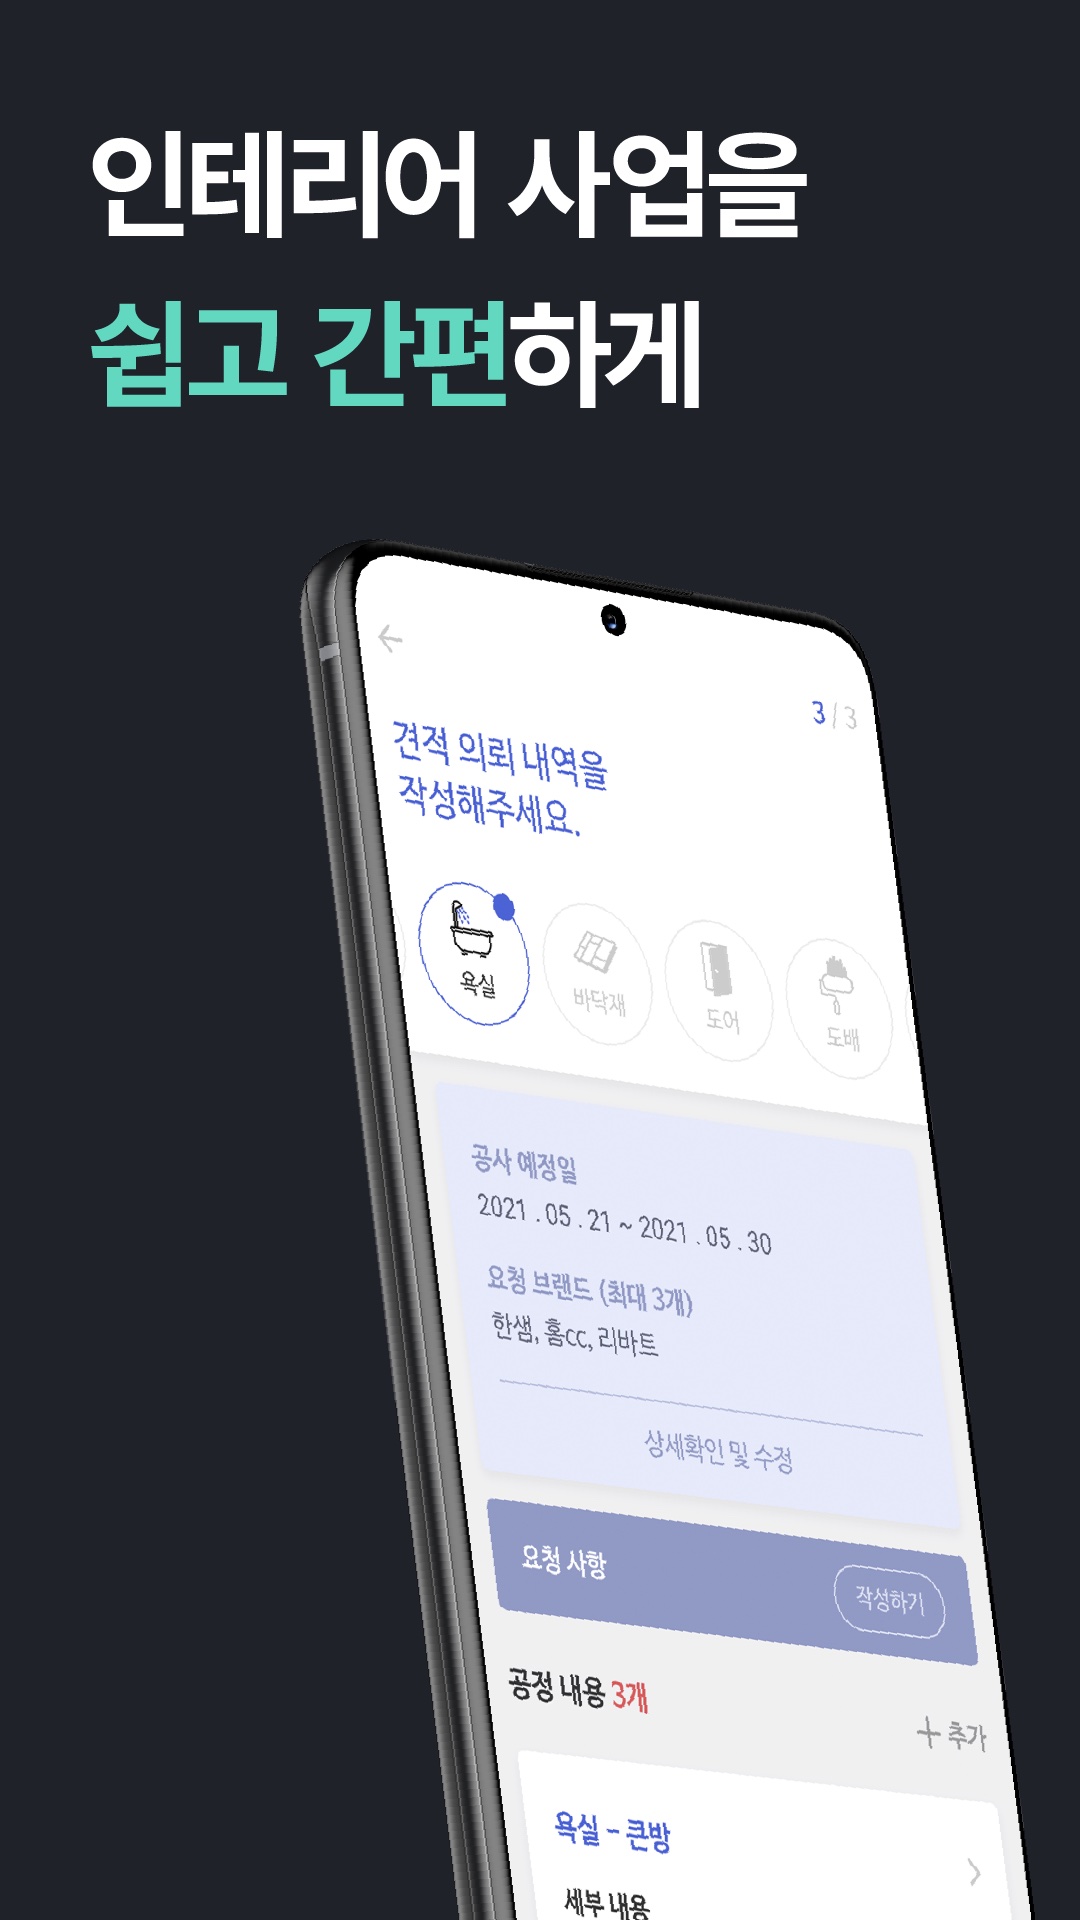 인테리어 사업을
쉽고 간편하게
3 / 3
견적 의뢰 내역을
작성해주세요.
욕실
바닥재
도어
도배
공사 예정일
2021 . 05 . 21 ~ 2021 . 05 . 30
요청 브랜드 (최대 3개)
한샘, 홈cc, 리바트
상세확인 및 수정
요청 사항
작성하기
공정 내용 3개
+ 추가
욕실 - 큰방
세부 내용